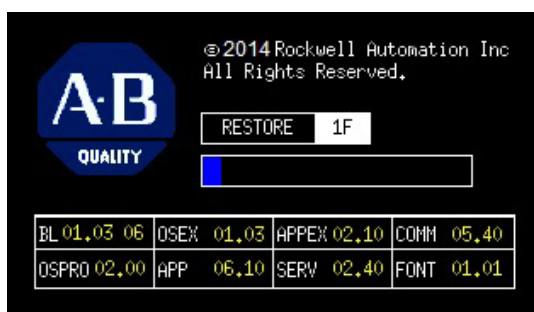 © 2014 Rockwell Automation Inc
All Rights Reserved.
A·B
QUALITY
RESTORE 1F
BL 01.03 06 OSEX 01.03 APPEX 02.10 COMM 05.40
OSPRO 02.00 APP 06.10 SERV 02.40 FONT 01.01